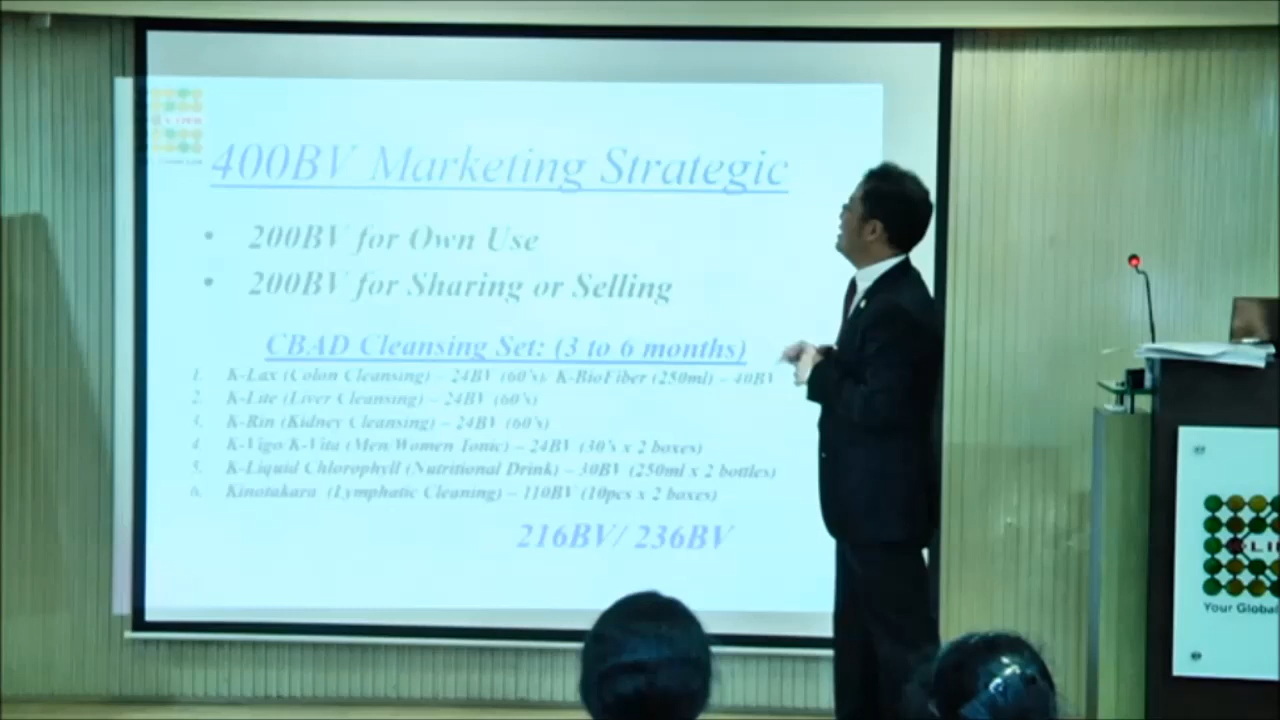 400BV Marketing Strategic
• 200BV for Own Use
• 200BV for Sharing or Selling
CBAD Cleansing Set: (3 to 6 months)
1. K-Lax (Colon Cleansing) – 24BV (60's)/ K-BioFiber (250ml) – 40BV
2. K-Lite (Liver Cleansing) – 24BV (60's)
3. K-Rin (Kidney Cleansing) – 24BV (60's)
4. K-Vigo/K-Vita (Men/Women Tonic) – 24BV (30's x 2 boxes)
5. K-Liquid Chlorophyll (Nutritional Drink) – 30BV (250ml x 2 bottles)
6. Kinotakara (Lymphatic Cleaning) – 110BV (10pcs x 2 boxes)
216BV/ 236BV
Your Global